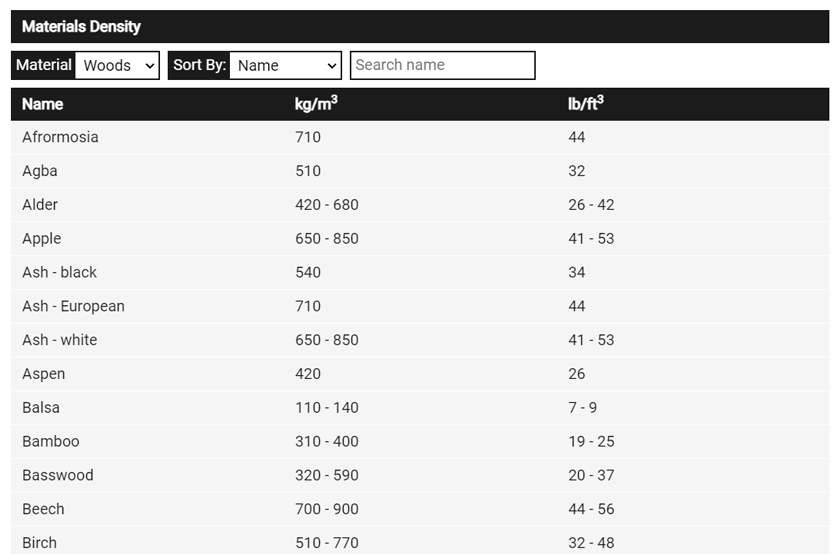 Materials Density
Material Woods Sort By: Name Search name
Name kg/m³ lb/ft³
Afrormosia 710 44
Agba 510 32
Alder 420 - 680 26 - 42
Apple 650 - 850 41 - 53
Ash - black 540 34
Ash - European 710 44
Ash - white 650 - 850 41 - 53
Aspen 420 26
Balsa 110 - 140 7 - 9
Bamboo 310 - 400 19 - 25
Basswood 320 - 590 20 - 37
Beech 700 - 900 44 - 56
Birch 510 - 770 32 - 48